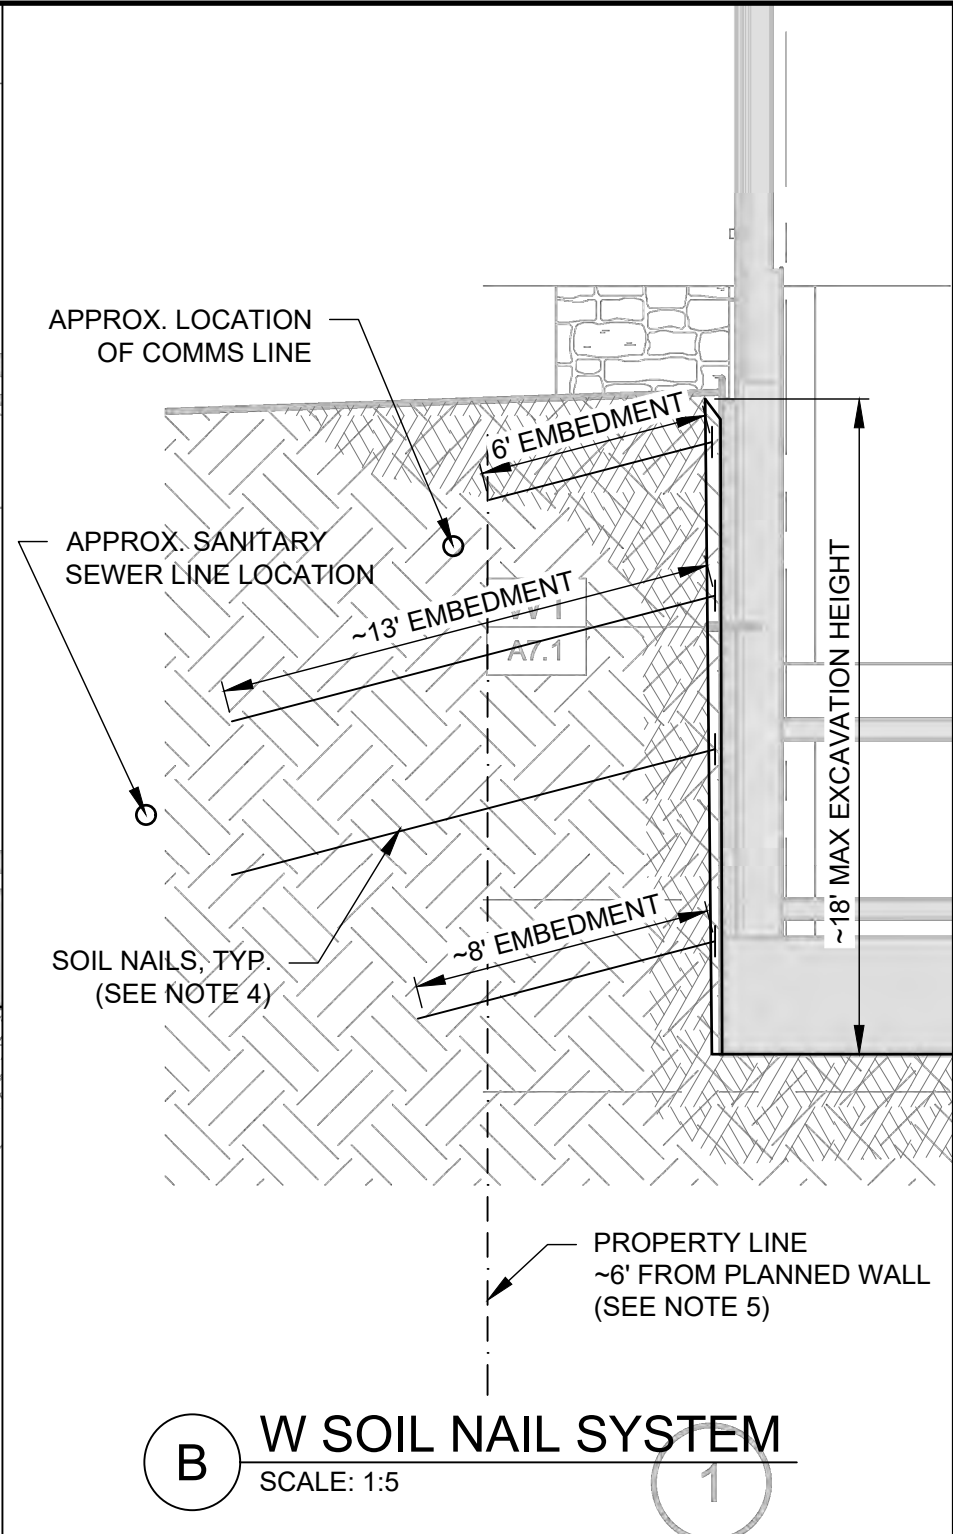 APPROX. LOCATION
OF COMMS LINE
6' EMBEDMENT
APPROX. SANITARY
SEWER LINE LOCATION
~13' EMBEDMENT
A7.1
~18' MAX EXCAVATION HEIGHT
~8' EMBEDMENT
SOIL NAILS, TYP.
(SEE NOTE 4)
PROPERTY LINE
~6' FROM PLANNED WALL
(SEE NOTE 5)
B
W SOIL NAIL SYSTEM
SCALE: 1:5
1